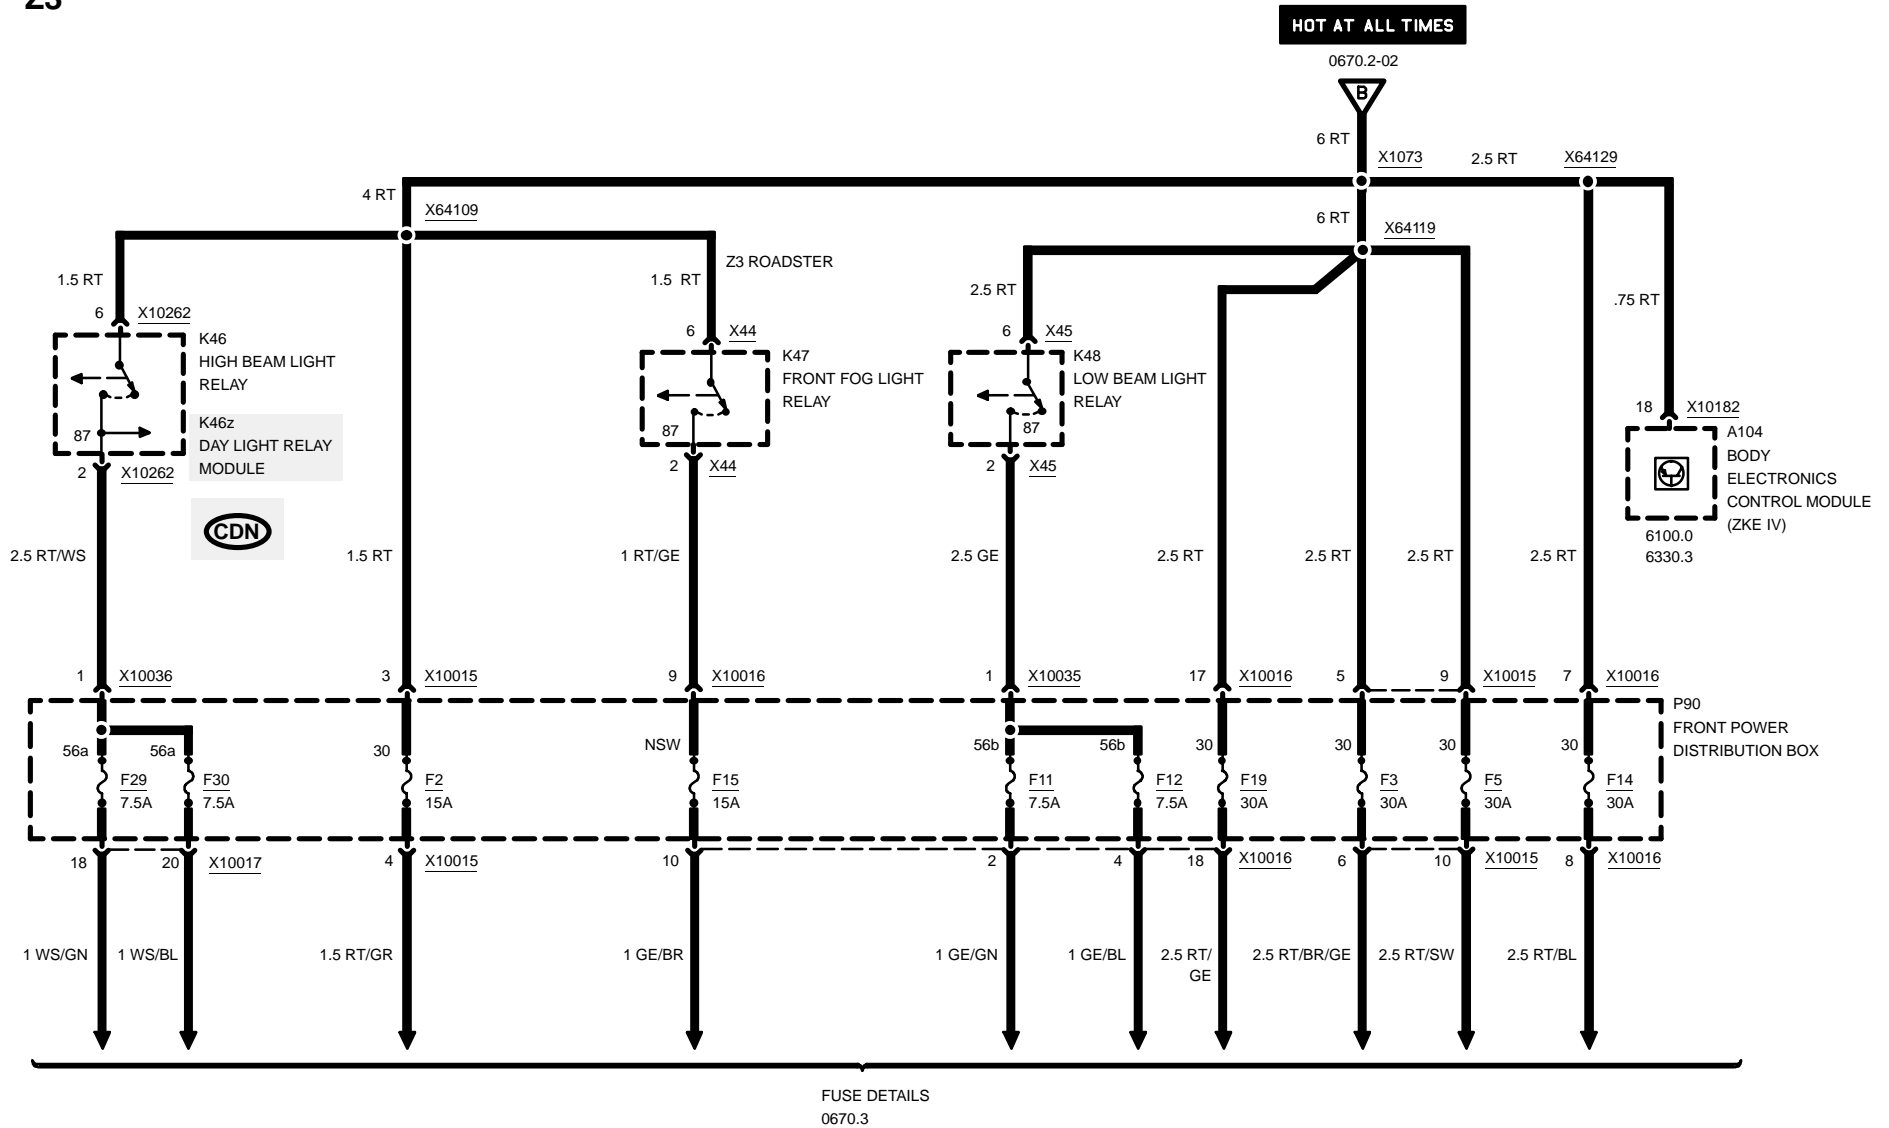 Z3
HOT AT ALL TIMES
0670.2-02
B
6 RT
X1073
2.5 RT
X64129
4 RT
X64109
6 RT
X64119
Z3 ROADSTER
1.5 RT
1.5 RT
2.5 RT
.75 RT
6
X10262
6
X44
6
X45
K46
HIGH BEAM LIGHT
RELAY
K46z
DAY LIGHT RELAY
MODULE
87
2
X10262
CDN
K47
FRONT FOG LIGHT
RELAY
87
2
X44
K48
LOW BEAM LIGHT
RELAY
87
2
X45
18
X10182
A104
BODY
ELECTRONICS
CONTROL MODULE
(ZKE IV)
6100.0
6330.3
2.5 RT/WS
1.5 RT
1 RT/GE
2.5 GE
2.5 RT
2.5 RT
2.5 RT
2.5 RT
1
X10036
3
X10015
9
X10016
1
X10035
17
X10016
5
9
X10015
7
X10016
P90
FRONT POWER
DISTRIBUTION BOX
56a
56a
30
NSW
56b
56b
30
30
30
30
F29
7.5A
F30
7.5A
F2
15A
F15
15A
F11
7.5A
F12
7.5A
F19
30A
F3
30A
F5
30A
F14
30A
18
20
X10017
4
X10015
10
2
4
18
X10016
6
10
X10015
8
X10016
1 WS/GN
1 WS/BL
1.5 RT/GR
1 GE/BR
1 GE/GN
1 GE/BL
2.5 RT/
GE
2.5 RT/BR/GE
2.5 RT/SW
2.5 RT/BL
FUSE DETAILS
0670.3